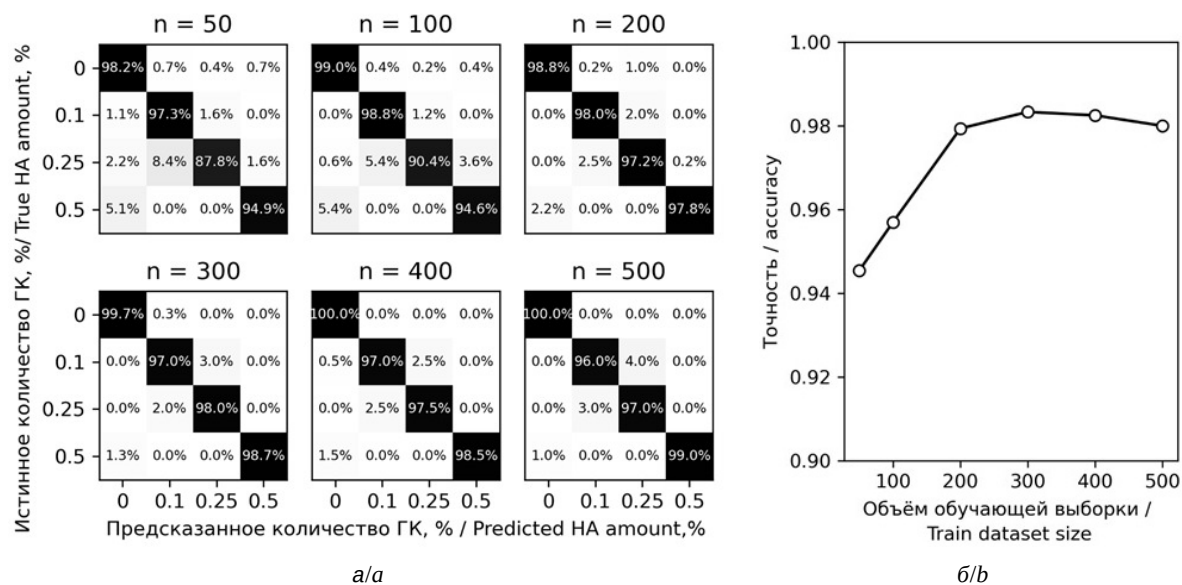 n = 50 n = 100 n = 200
Истинное количество ГК, %/ True HA amount, %
0 98.2% 0.7% 0.4% 0.7% 99.0% 0.4% 0.2% 0.4% 98.8% 0.2% 1.0% 0.0%
0.1 1.1% 97.3% 1.6% 0.0% 0.0% 98.8% 1.2% 0.0% 0.0% 98.0% 2.0% 0.0%
0.25 2.2% 8.4% 87.8% 1.6% 0.6% 5.4% 90.4% 3.6% 0.0% 2.5% 97.2% 0.2%
0.5 5.1% 0.0% 0.0% 94.9% 5.4% 0.0% 0.0% 94.6% 2.2% 0.0% 0.0% 97.8%
n = 300 n = 400 n = 500
0 99.7% 0.3% 0.0% 0.0% 100.0% 0.0% 0.0% 0.0% 100.0% 0.0% 0.0% 0.0%
0.1 0.0% 97.0% 3.0% 0.0% 0.5% 97.0% 2.5% 0.0% 0.0% 96.0% 4.0% 0.0%
0.25 0.0% 2.0% 98.0% 0.0% 0.0% 2.5% 97.5% 0.0% 0.0% 3.0% 97.0% 0.0%
0.5 1.3% 0.0% 0.0% 98.7% 1.5% 0.0% 0.0% 98.5% 1.0% 0.0% 0.0% 99.0%
0 0.1 0.25 0.5 0 0.1 0.25 0.5 0 0.1 0.25 0.5
Предсказанное количество ГК, % / Predicted HA amount,%
а/a
Точность / accuracy
1.00
0.98
0.96
0.94
0.92
0.90
100 200 300 400 500
Объём обучающей выборки /
Train dataset size
б/b